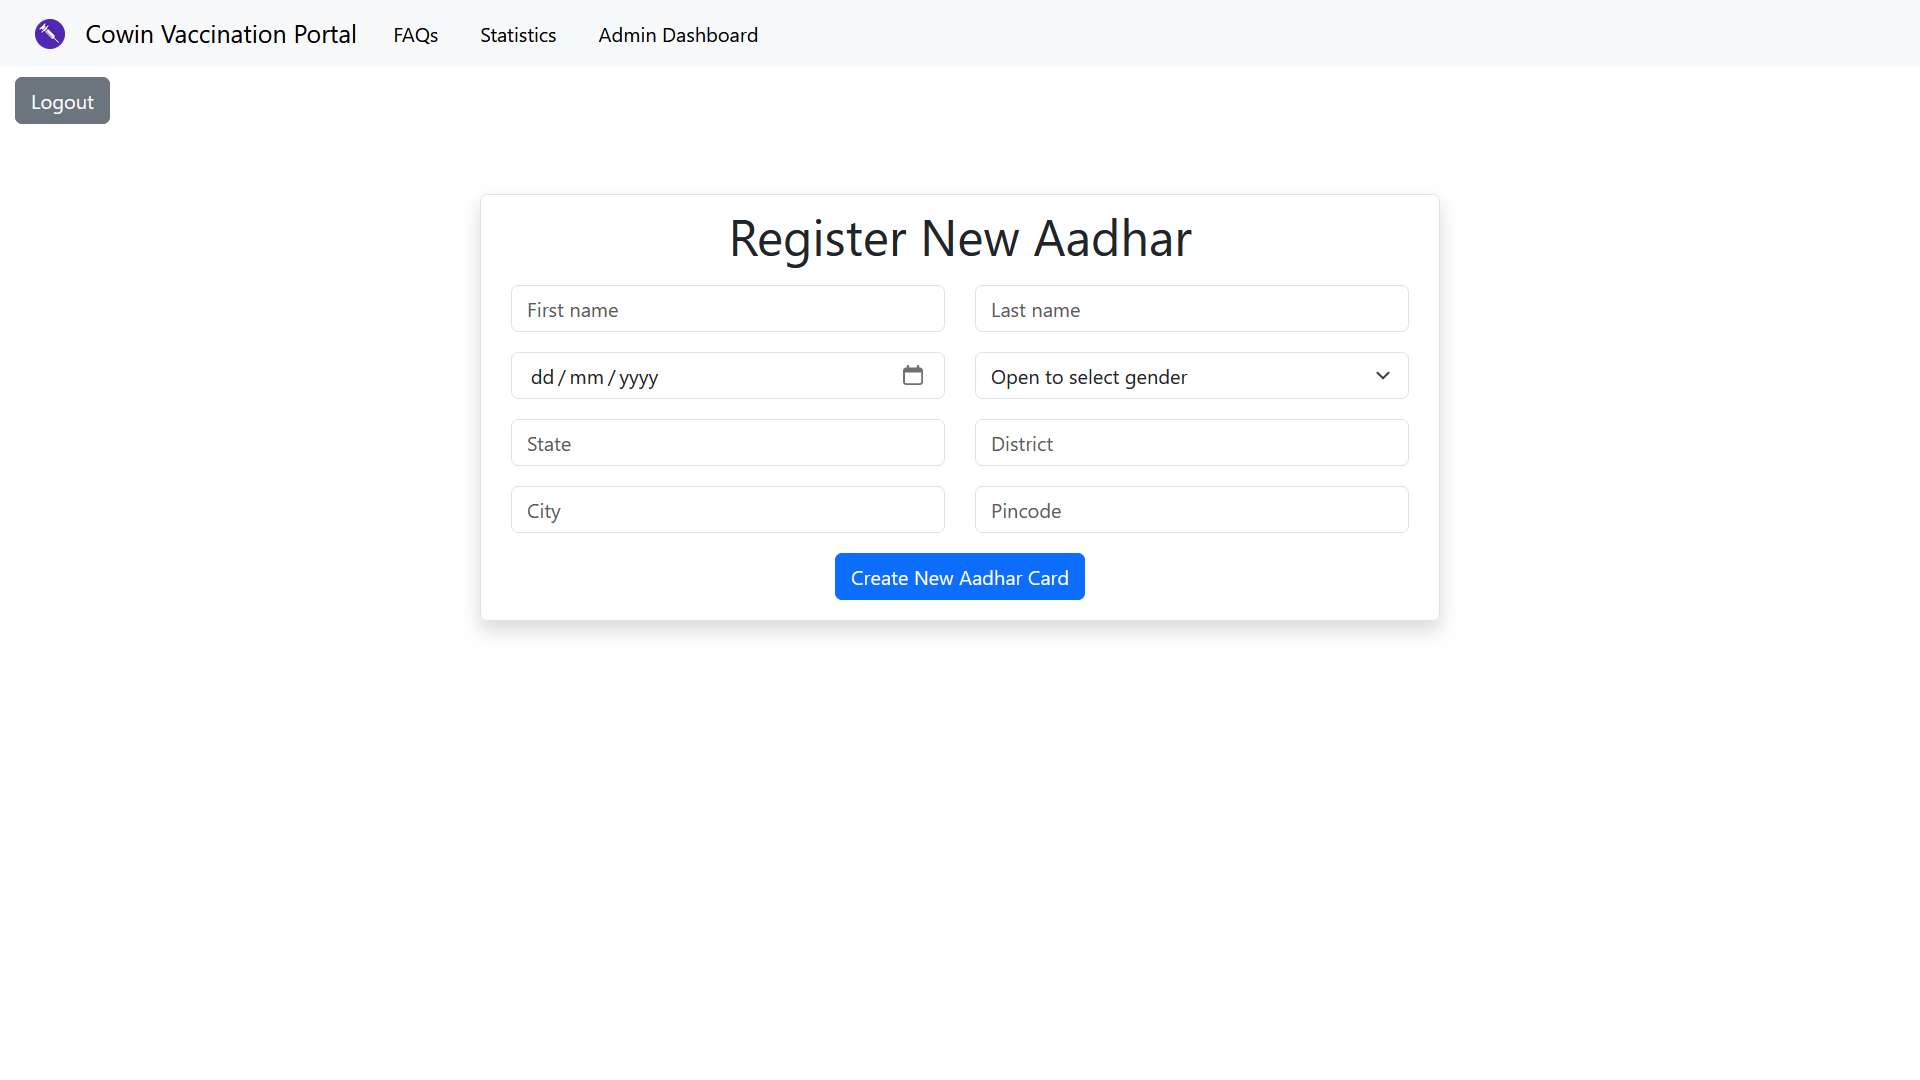 Cowin Vaccination Portal FAQs Statistics Admin Dashboard
Logout
Register New Aadhar
First name Last name
dd/mm/yyyy Open to select gender
State District
City Pincode
Create New Aadhar Card